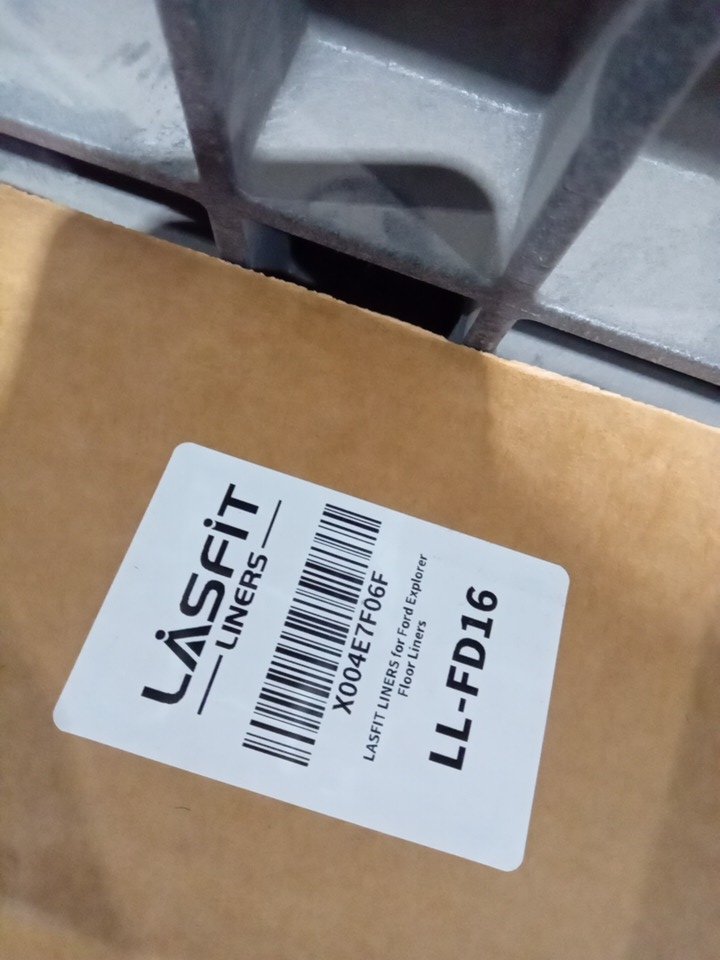 LASFiT
LINERS
X004E7F06F
LASFIT LINERS for Ford Explorer
Floor Liners
LL-FD16